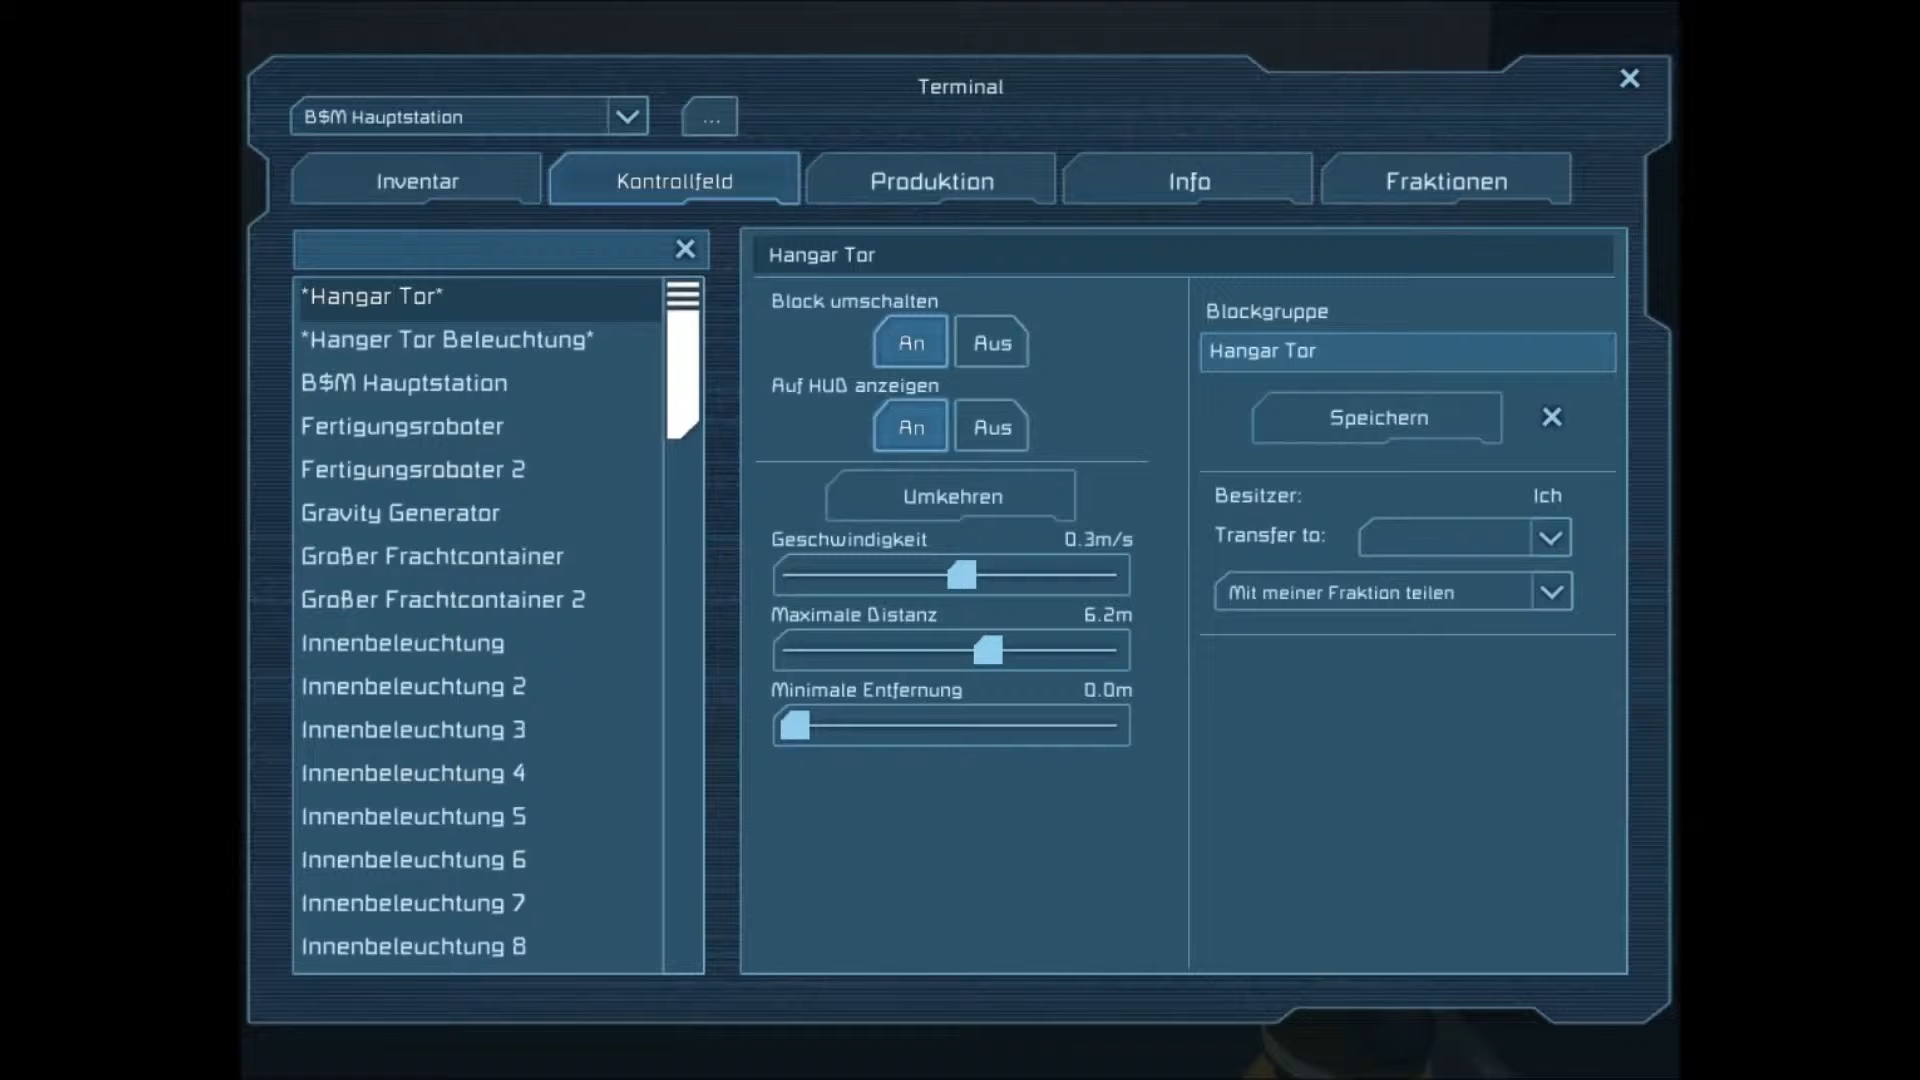 Terminal
B$M Hauptstation
...
Inventar
Kontrollfeld
Produktion
Info
Fraktionen
*Hangar Tor*
*Hanger Tor Beleuchtung*
B$M Hauptstation
Fertigungsroboter
Fertigungsroboter 2
Gravity Generator
Großer Frachtcontainer
Großer Frachtcontainer 2
Innenbeleuchtung
Innenbeleuchtung 2
Innenbeleuchtung 3
Innenbeleuchtung 4
Innenbeleuchtung 5
Innenbeleuchtung 6
Innenbeleuchtung 7
Innenbeleuchtung 8
Hangar Tor
Block umschalten
An Aus
Auf HUD anzeigen
An Aus
Umkehren
Geschwindigkeit 0.3m/s
Maximale Distanz 6.2m
Minimale Entfernung 0.0m
Blockgruppe
Hangar Tor
Speichern
Besitzer: Ich
Transfer to:
Mit meiner Fraktion teilen